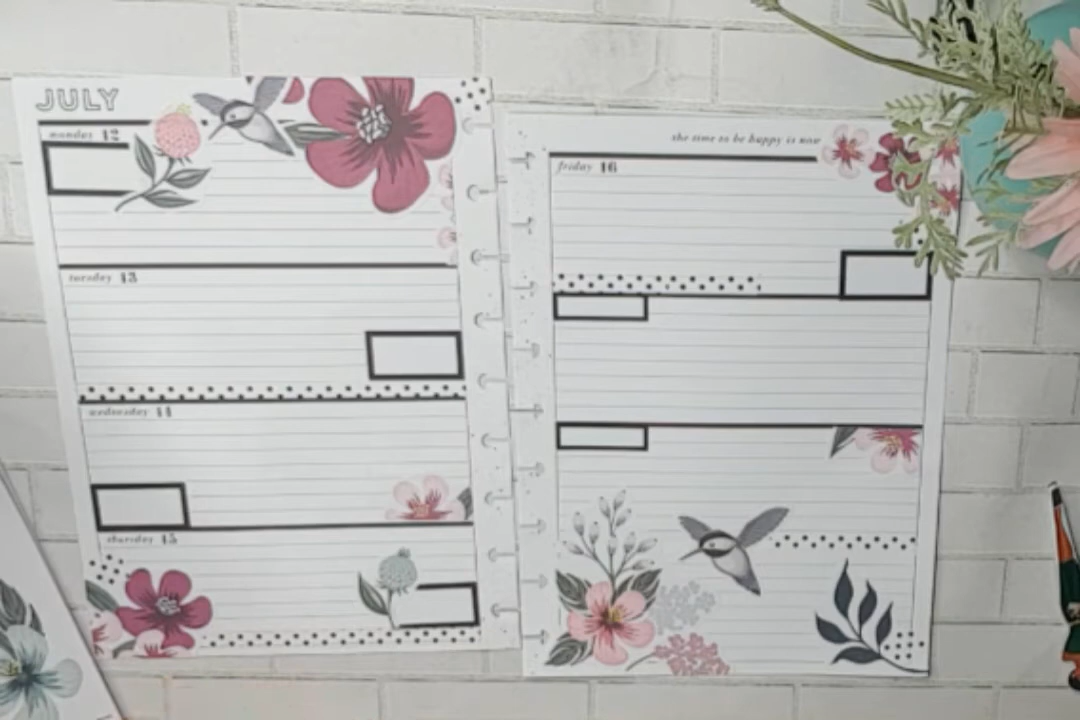 JULY
monday 12
tuesday 13
wednesday 14
thursday 15
the time to be happy is now
friday 16